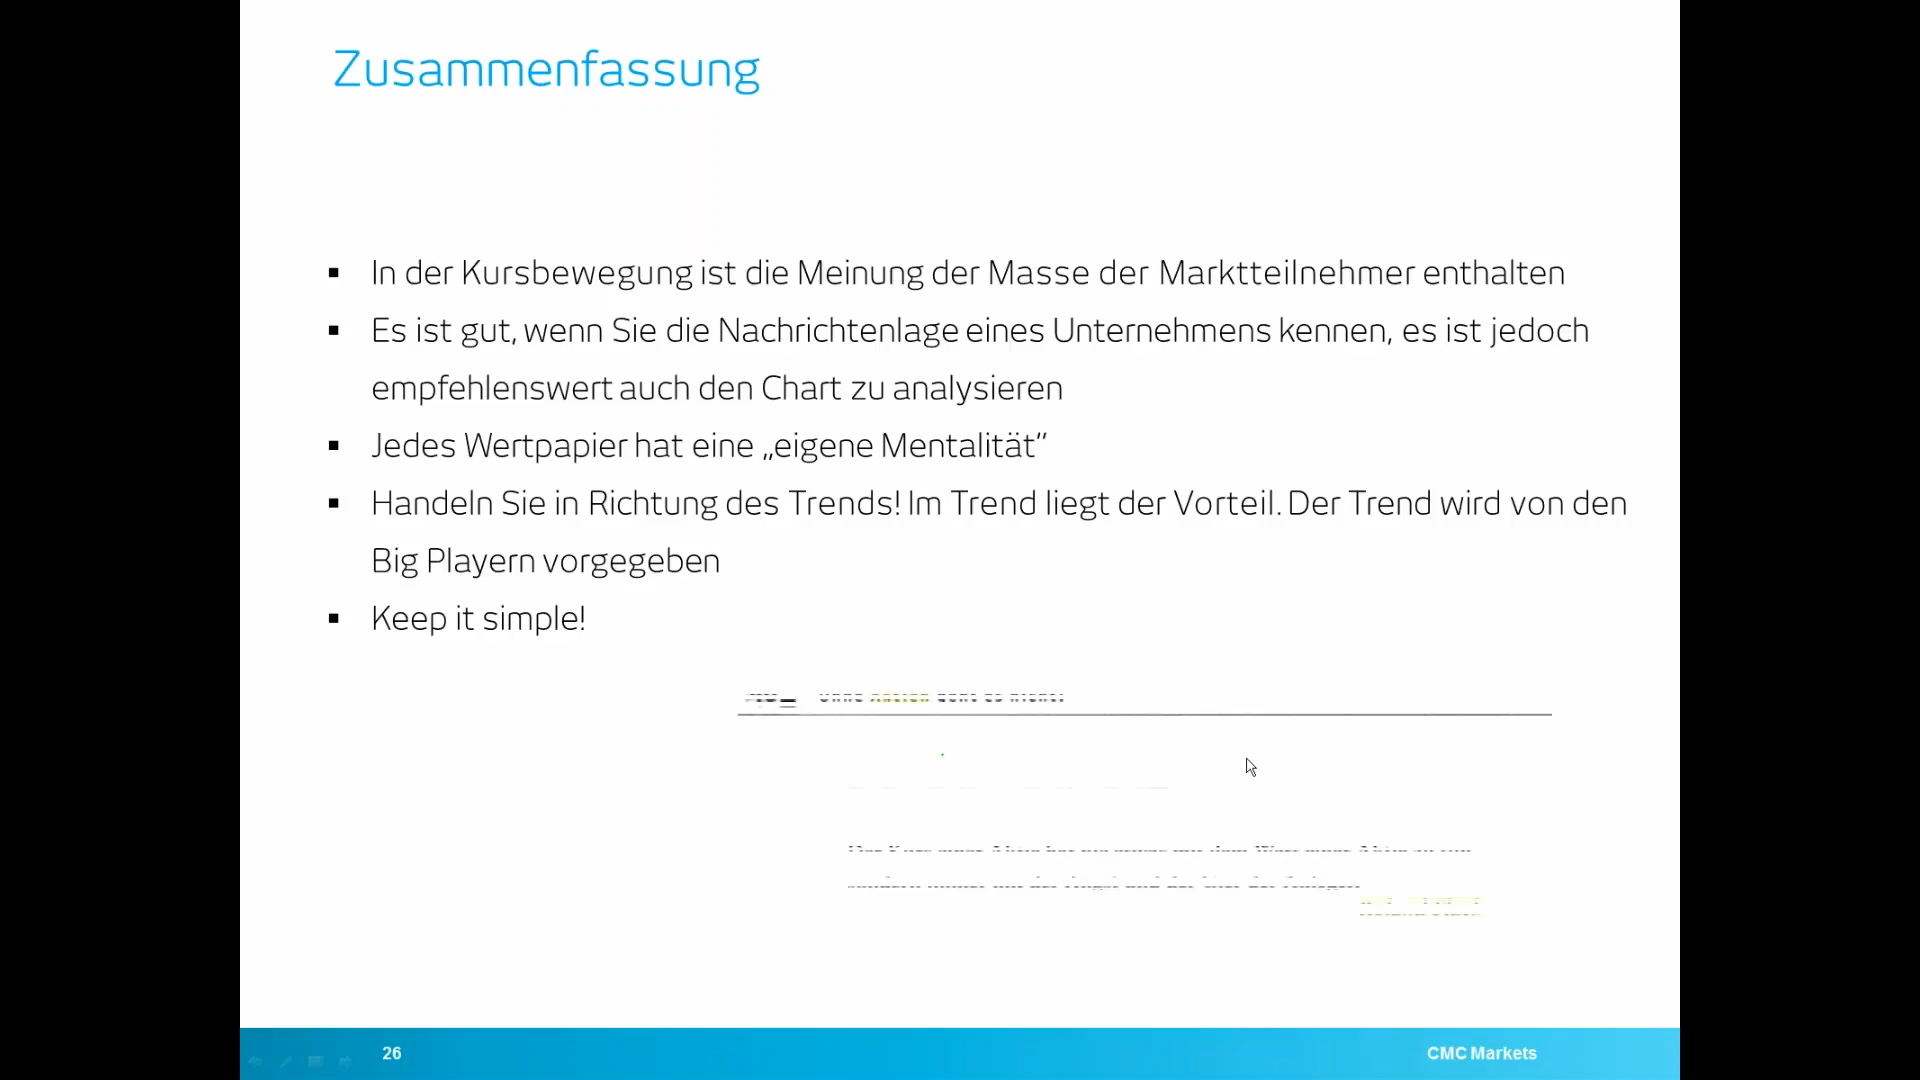 Zusammenfassung
In der Kursbewegung ist die Meinung der Masse der Marktteilnehmer enthalten
Es ist gut, wenn Sie die Nachrichtenlage eines Unternehmens kennen, es ist jedoch
empfehlenswert auch den Chart zu analysieren
Jedes Wertpapier hat eine „eigene Mentalität“
Handeln Sie in Richtung des Trends! Im Trend liegt der Vorteil. Der Trend wird von den
Big Playern vorgegeben
Keep it simple!
26
CMC Markets